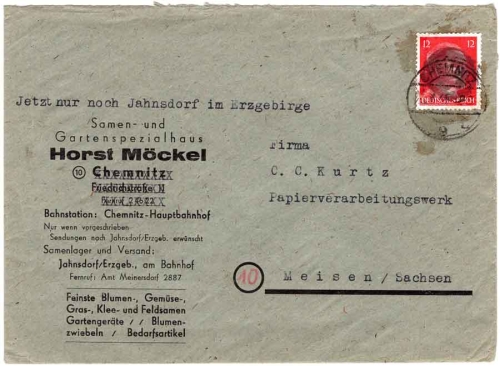 12 12
DEUTSCHES REICH
CHEMNITZ
Jetzt nur noch Jahnsdorf im Erzgebirge
Samen- und
Gartenspezialhaus
Horst Möckel
10 Chemnitz
Bahnstation: Chemnitz-Hauptbahnhof
Nur wenn vorgeschrieben
Sendungen nach Jahnsdorf/Erzgeb. erwünscht
Samenlager und Versand:
Jahnsdorf/Erzgeb., am Bahnhof
Fernruf: Amt Meinersdorf 2887
Feinste Blumen-, Gemüse-,
Gras-, Klee- und Feldsamen
Gartengeräte // Blumen-
zwiebeln / Bedarfsartikel
Firma
C. C. Kurtz
Papierverarbeitungswerk
10
Meisen/Sachsen